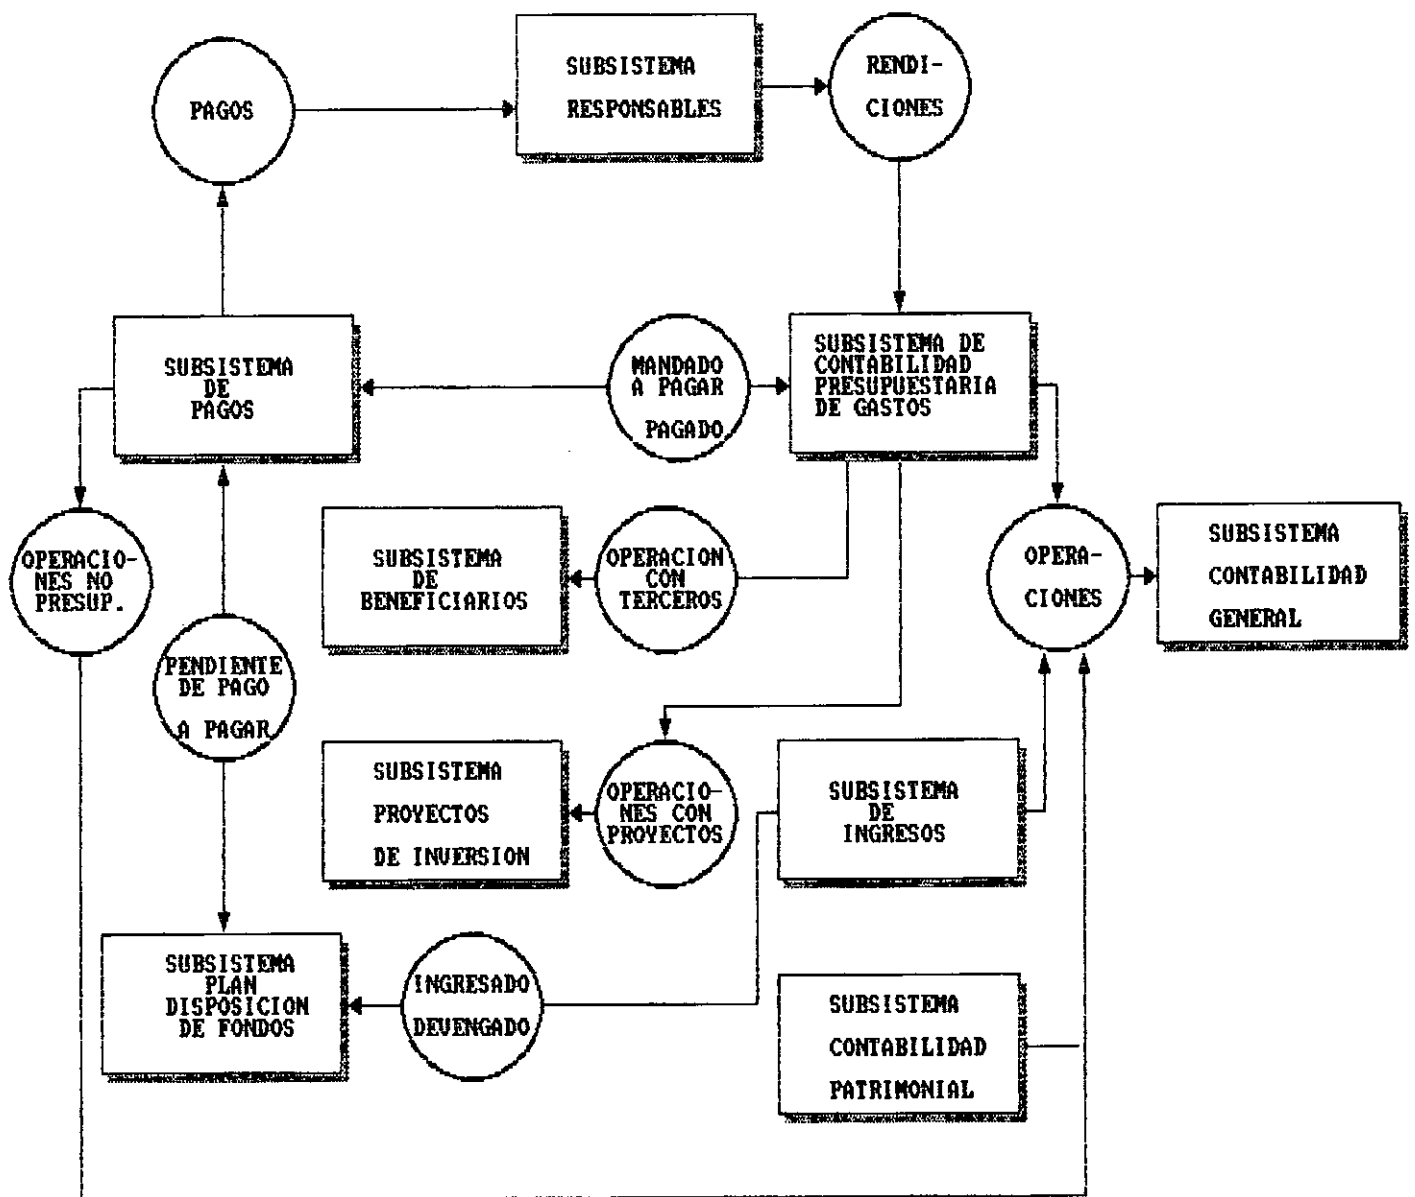 PAGOS
SUBSISTEMA
RESPONSABLES
RENDI-
CIONES
SUBSISTEMA
DE
PAGOS
MANDADO
A PAGAR
PAGADO
SUBSISTEMA DE
CONTABILIDAD
PRESUPUESTARIA
DE GASTOS
OPERACIO-
NES NO
PRESUP.
SUBSISTEMA
DE
BENEFICIARIOS
OPERACION
CON
TERCEROS
OPERA-
CIONES
SUBSISTEMA
CONTABILIDAD
GENERAL
PENDIENTE
DE PAGO
A PAGAR
SUBSISTEMA
PROYECTOS
DE INVERSION
OPERACIO-
NES CON
PROYECTOS
SUBSISTEMA
DE
INGRESOS
SUBSISTEMA
PLAN
DISPOSICION
DE FONDOS
INGRESADO
DEVENGADO
SUBSISTEMA
CONTABILIDAD
PATRIMONIAL